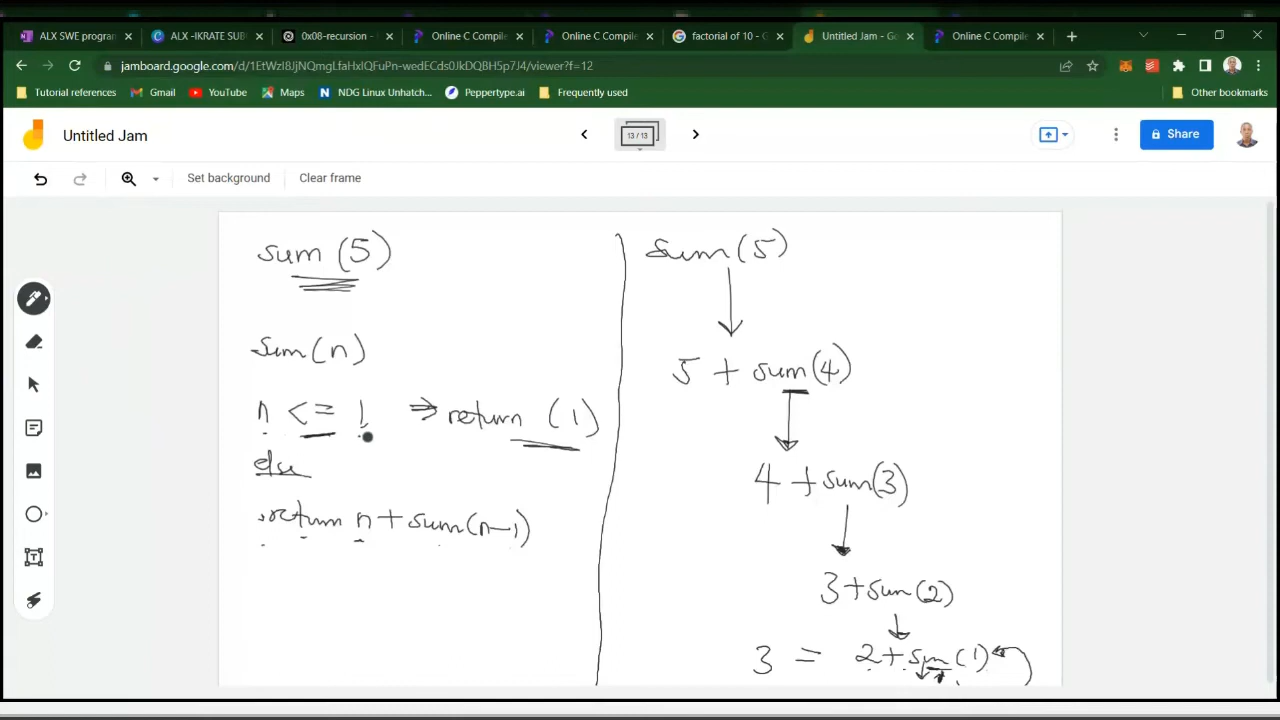 ALX SWE program
ALX -IKRATE SUB
0x08-recursion -
Online C Compile
Online C Compile
factorial of 10 - G
Untitled Jam - Go
Online C Compile
jamboard.google.com/d/1EtWzI8JjNQmgLfaHxIQFuPn-wedECds0JkDQBH5p7J4/viewer?f=12
Tutorial references
Gmail
YouTube
Maps
NDG Linux Unhatch...
Peppertype.ai
Frequently used
Other bookmarks
Untitled Jam
13 / 13
Share
Set background
Clear frame
sum (5)
sum(n)
n <= 1 ⇒ return (1)
else
return n + sum(n-1)
sum(5)
5 + sum(4)
4 + sum(3)
3 + sum(2)
3 = 2 + sum(1)